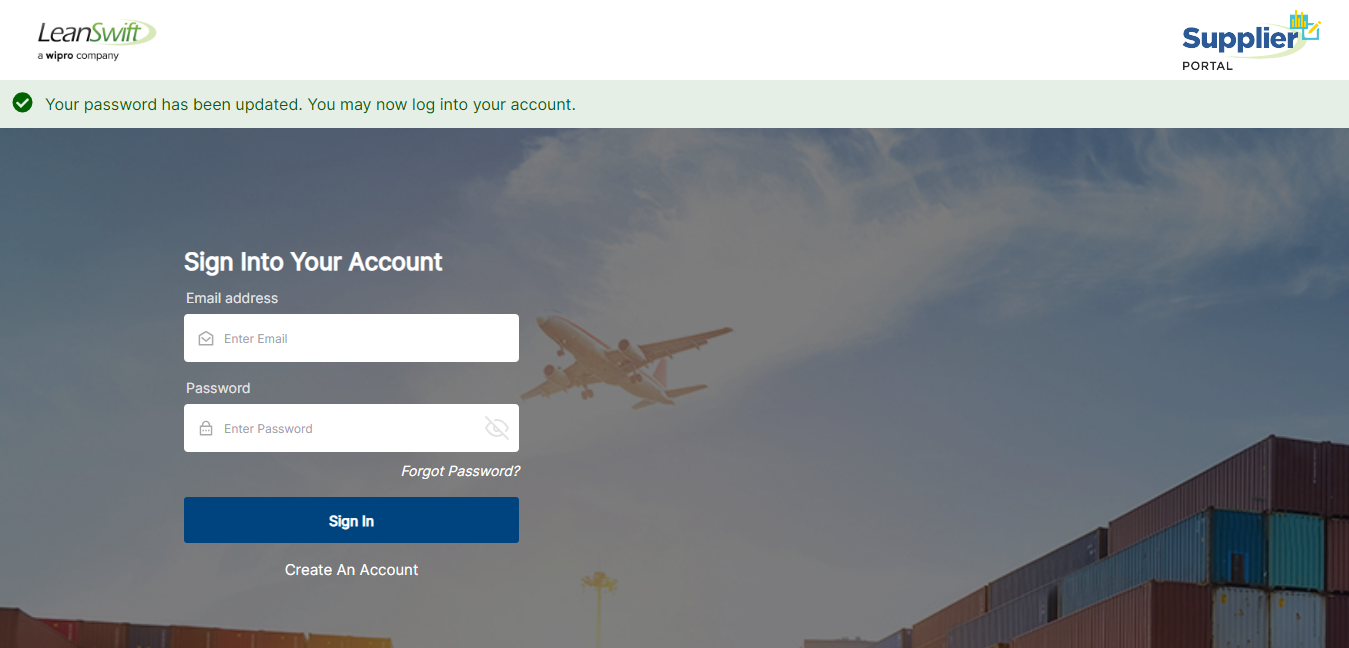 LeanSwift
a wipro company
Supplier
PORTAL
Your password has been updated. You may now log into your account.
Sign Into Your Account
Email address
Enter Email
Password
Enter Password
Forgot Password?
Sign In
Create An Account